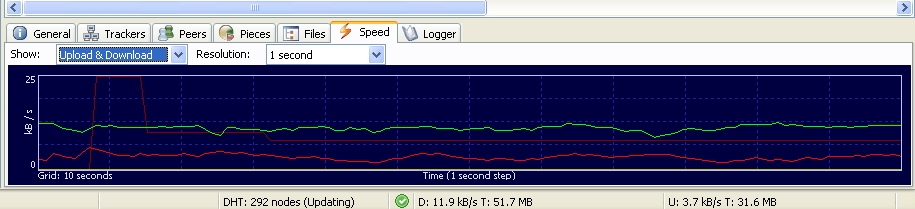 General Trackers Peers Pieces Files Speed Logger
Show: Upload & Download Resolution: 1 second
25
kB / s
0
Grid: 10 seconds Time (1 second step)
DHT: 292 nodes (Updating) D: 11.9 kB/s T: 51.7 MB U: 3.7 kB/s T: 31.6 MB